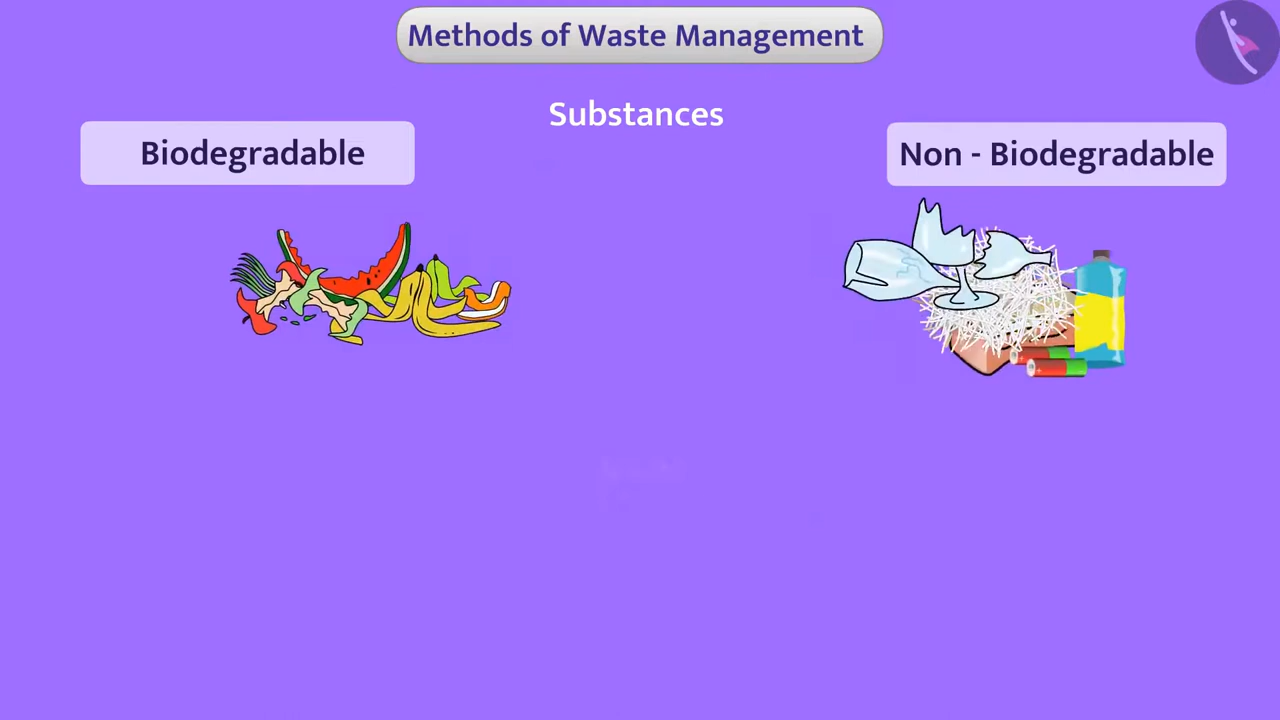 Methods of Waste Management
Substances
Biodegradable
Non - Biodegradable